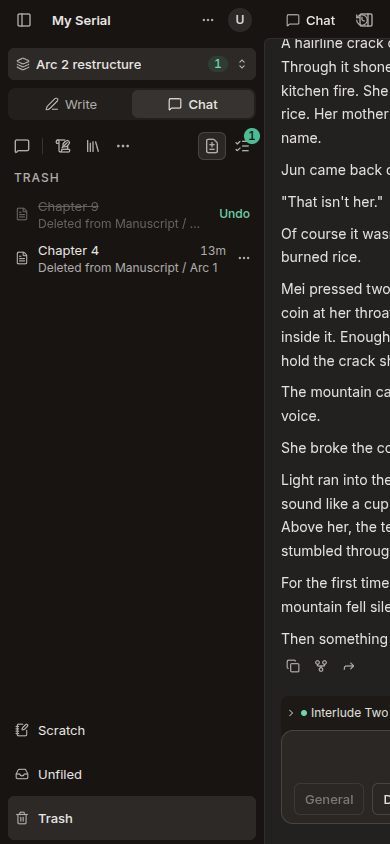 My Serial
U
Chat
Arc 2 restructure
1
Write
Chat
1
TRASH
Chapter 9
Undo
Deleted from Manuscript / ...
Chapter 4
13m
Deleted from Manuscript / Arc 1
Scratch
Unfiled
Trash
A hairline crack
Through it shone
kitchen fire. She
rice. Her mother
name.
Jun came back
"That isn't her."
Of course it was
burned rice.
Mei pressed two
coin at her throa
inside it. Enough
hold the crack sh
The mountain ca
voice.
She broke the co
Light ran into the
sound like a cup
Above her, the te
stumbled throug
For the first time
mountain fell sile
Then something
Interlude Two
General
D